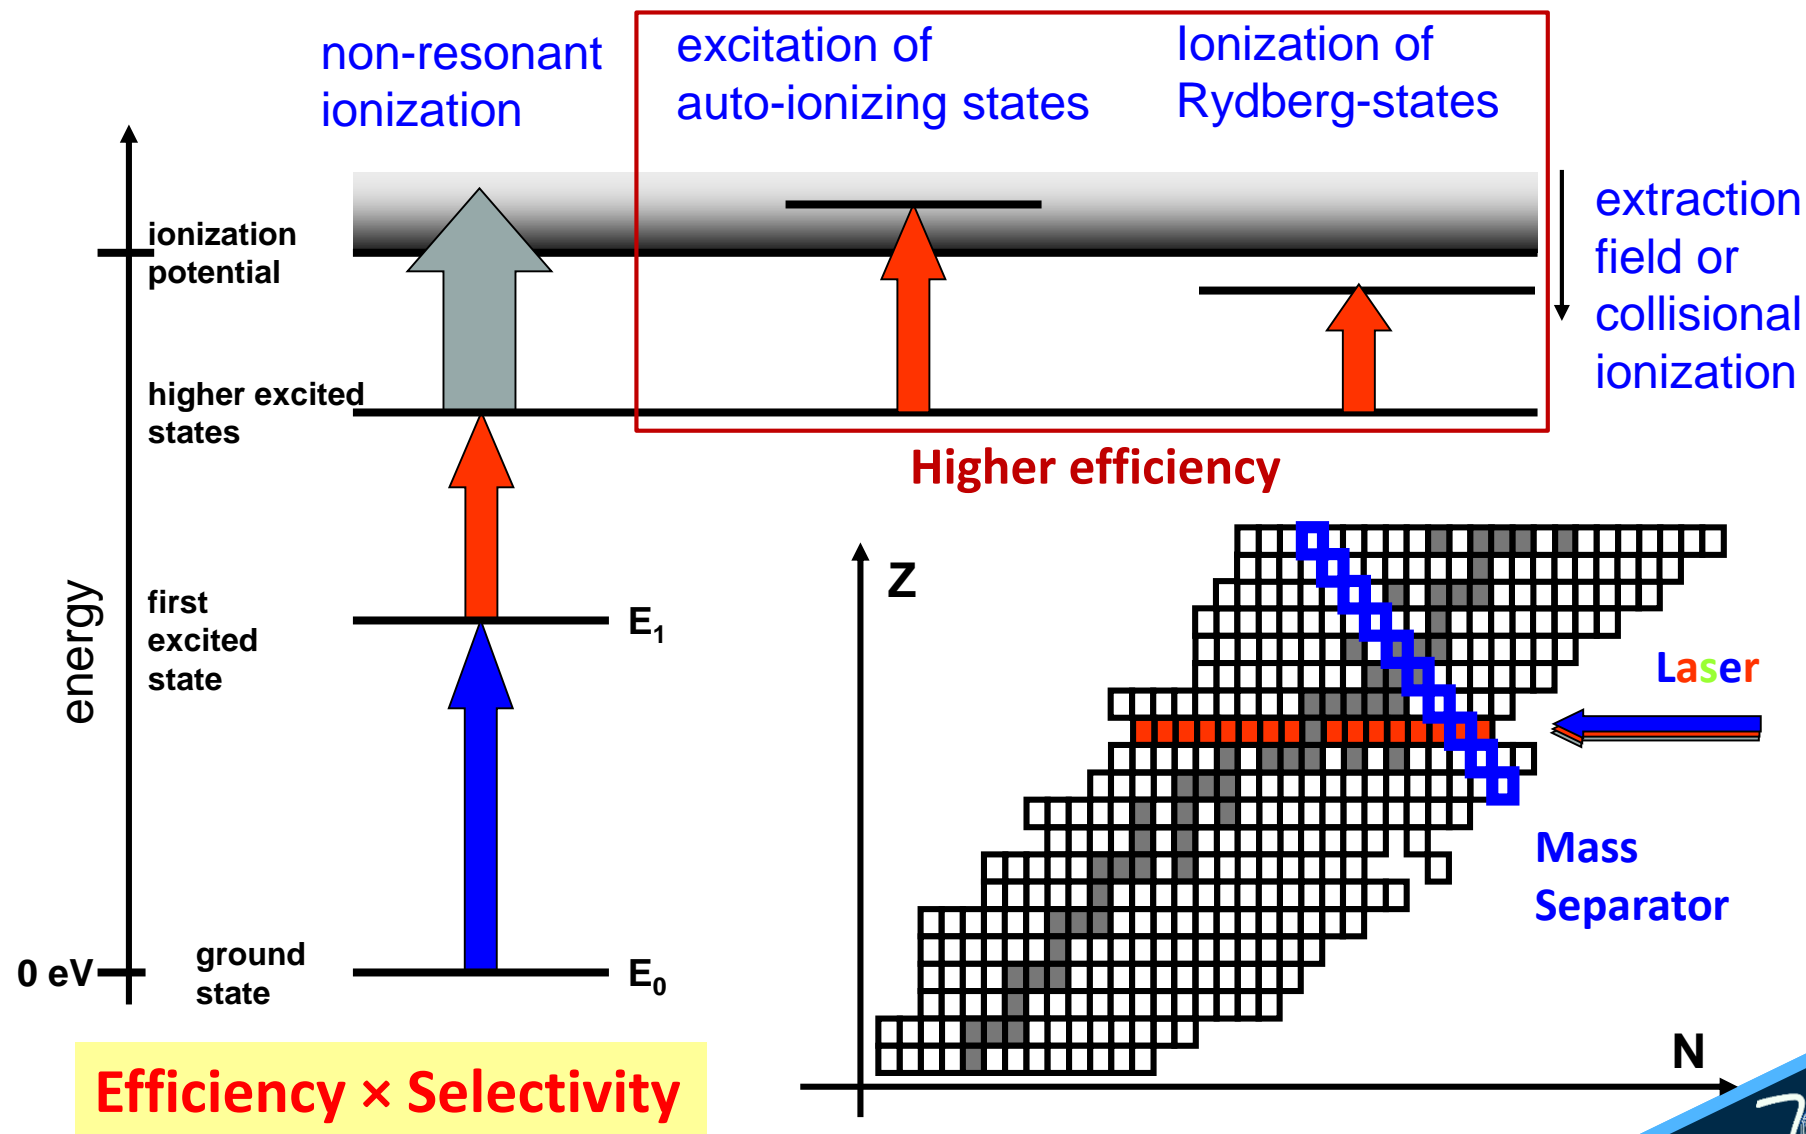 non-resonant
ionization
excitation of
auto-ionizing states
Ionization of
Rydberg-states
extraction
field or
collisional
ionization
ionization
potential
higher excited
states
Higher efficiency
energy
first
excited
state
E₁
ground
state
E₀
0 eV
Z
Laser
Mass
Separator
N
Efficiency × Selectivity